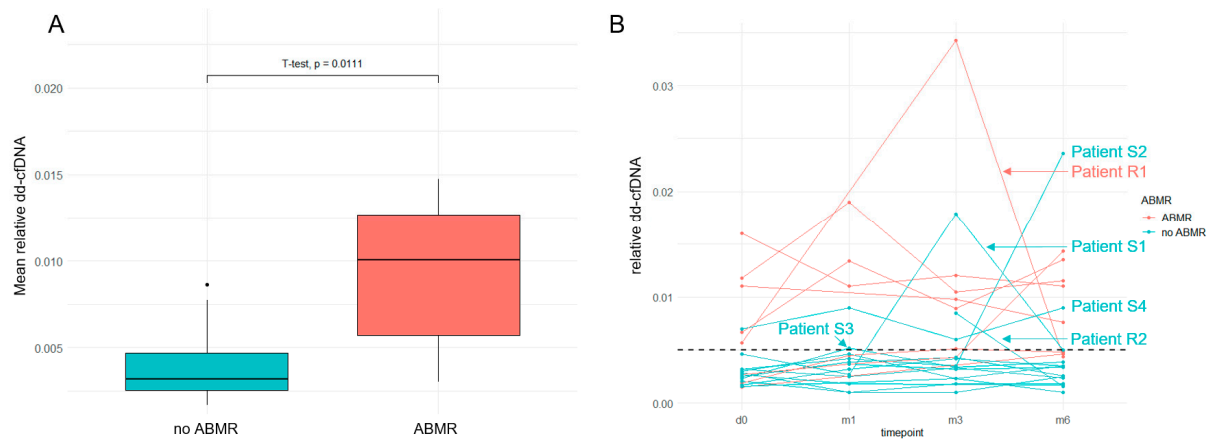 A
T-test, p = 0.0111
0.020
0.015
0.010
0.005
Mean relative dd-cfDNA
no ABMR
ABMR
B
0.03
0.02
0.01
0.00
relative dd-cfDNA
Patient S2
Patient R1
Patient S1
Patient S4
Patient S3
Patient R2
d0
m1
m3
m6
timepoint
ABMR
ABMR
no ABMR